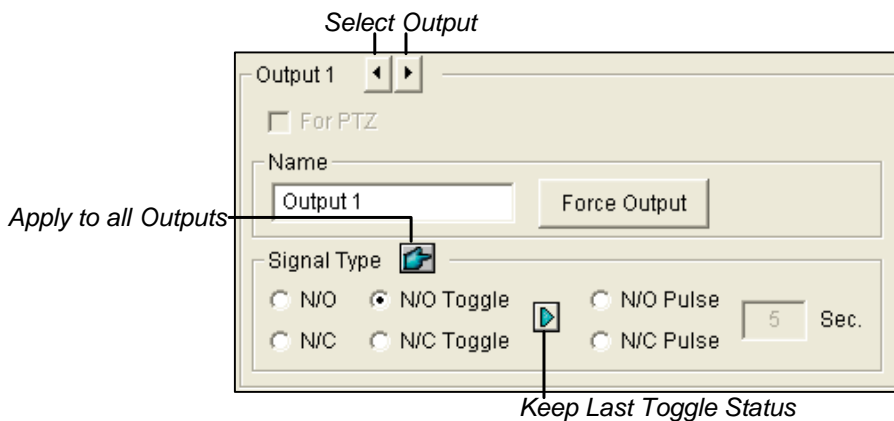 Select Output
Output 1
For PTZ
Name
Output 1
Force Output
Apply to all Outputs
Signal Type
N/O
N/O Toggle
N/O Pulse
5
Sec.
N/C
N/C Toggle
N/C Pulse
Keep Last Toggle Status